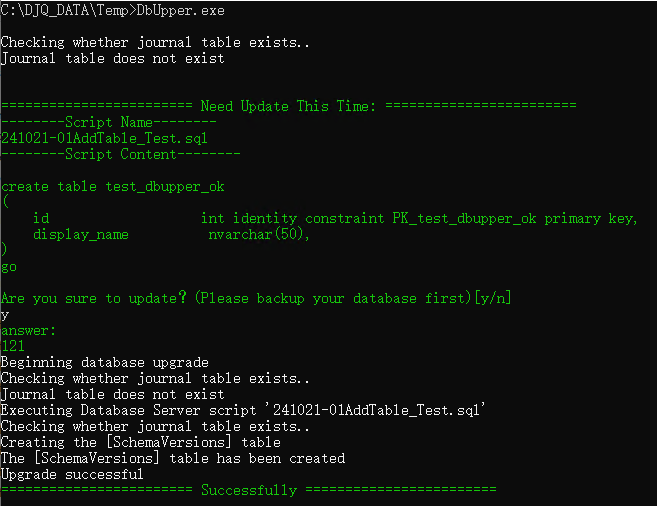 C:\DJQ_DATA\Temp>DbUpper.exe
Checking whether journal table exists..
Journal table does not exist
======================== Need Update This Time: ========================
--------Script Name--------
241021-01AddTable_Test.sql
--------Script Content--------
create table test_dbupper_ok
(
    id                   int identity constraint PK_test_dbupper_ok primary key,
    display_name          nvarchar(50),
)
go
Are you sure to update? (Please backup your database first)[y/n]
y
answer:
121
Beginning database upgrade
Checking whether journal table exists..
Journal table does not exist
Executing Database Server script '241021-01AddTable_Test.sql'
Checking whether journal table exists..
Creating the [SchemaVersions] table
The [SchemaVersions] table has been created
Upgrade successful
======================== Successfully ========================